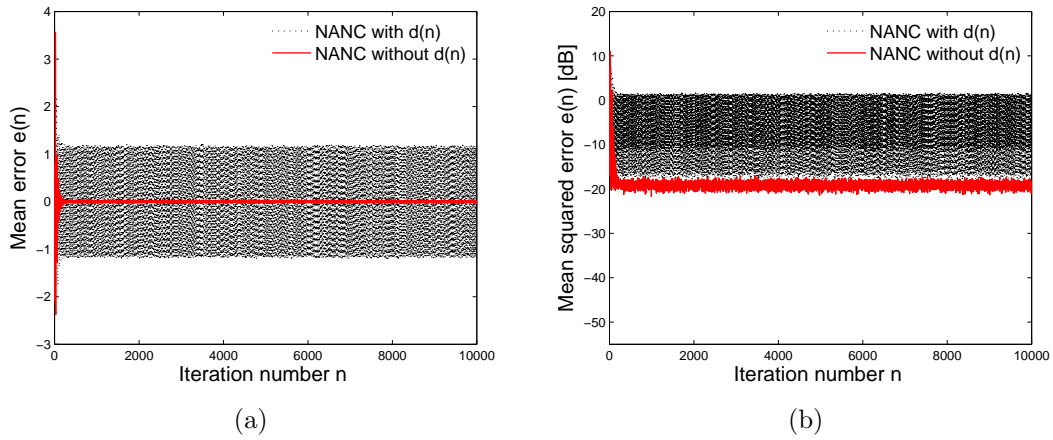 4
3
2
1
0
−1
−2
−3
0
2000
4000
6000
8000
10000
Mean error e(n)
Iteration number n
NANC with d(n)
NANC without d(n)
(a)
20
10
0
−10
−20
−30
−40
−50
0
2000
4000
6000
8000
10000
Mean squared error e(n) [dB]
Iteration number n
NANC with d(n)
NANC without d(n)
(b)